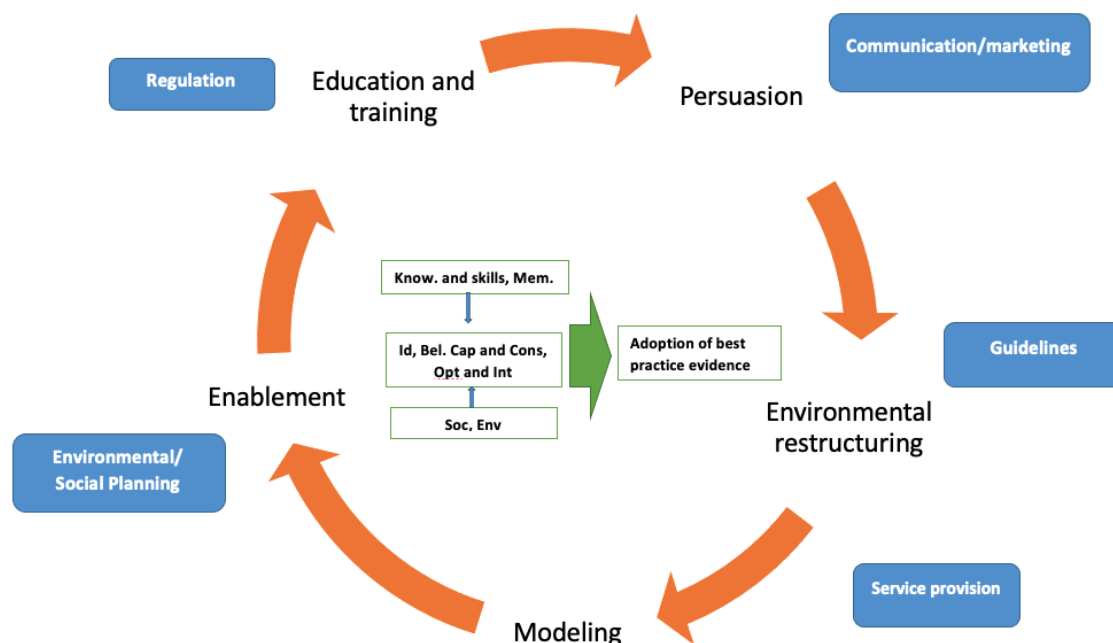 Communication/marketing
Regulation
Education and
training
Persuasion
Know. and skills, Mem.
Id, Bel. Cap and Cons,
Opt and Int
Soc, Env
Adoption of best
practice evidence
Guidelines
Enablement
Environmental
restructuring
Environmental/
Social Planning
Service provision
Modeling